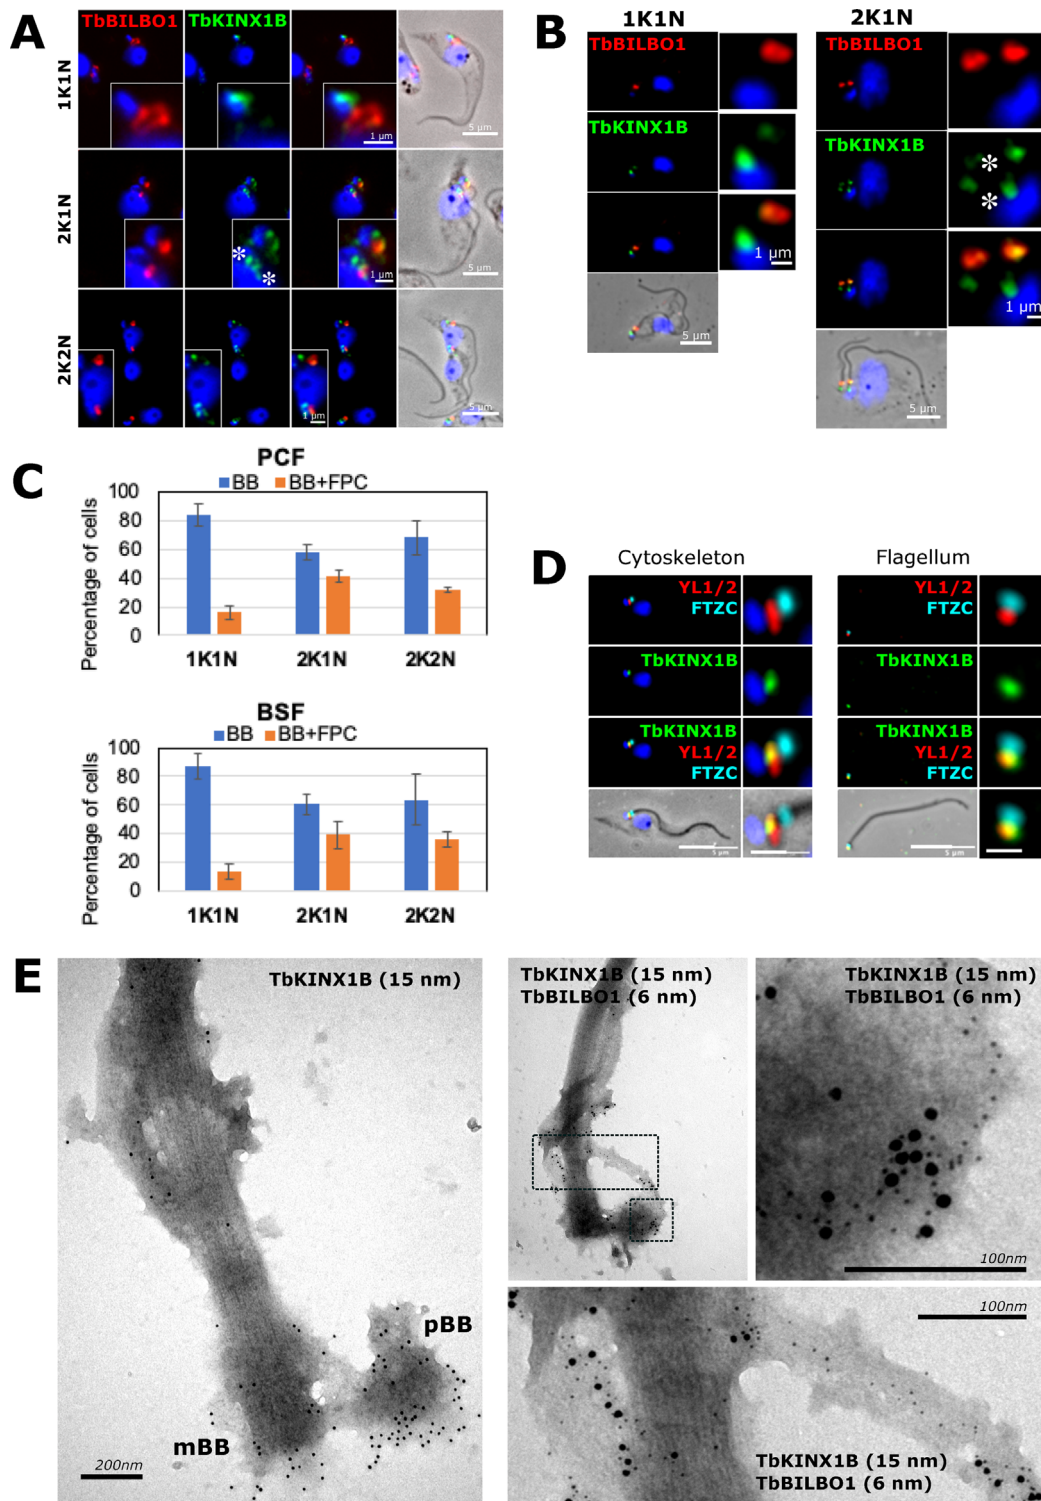 A
TbBILBO1
TbKINX1B
1K1N
5 µm
1 µm
2K1N
*
*
5 µm
1 µm
2K2N
5 µm
1 µm
B
1K1N
TbBILBO1
TbKINX1B
1 µm
5 µm
2K1N
TbBILBO1
TbKINX1B
*
*
1 µm
5 µm
C
PCF
BB BB+FPC
Percentage of cells
100
80
60
40
20
0
1K1N 2K1N 2K2N
BSF
BB BB+FPC
Percentage of cells
100
80
60
40
20
0
1K1N 2K1N 2K2N
D
Cytoskeleton
YL1/2
FTZC
TbKINX1B
TbKINX1B
YL1/2
FTZC
5 µm
Flagellum
YL1/2
FTZC
TbKINX1B
TbKINX1B
YL1/2
FTZC
5 µm
E
TbKINX1B (15 nm)
pBB
mBB
200nm
TbKINX1B (15 nm)
TbBILBO1 (6 nm)
TbKINX1B (15 nm)
TbBILBO1 (6 nm)
100nm
100nm
TbKINX1B (15 nm)
TbBILBO1 (6 nm)